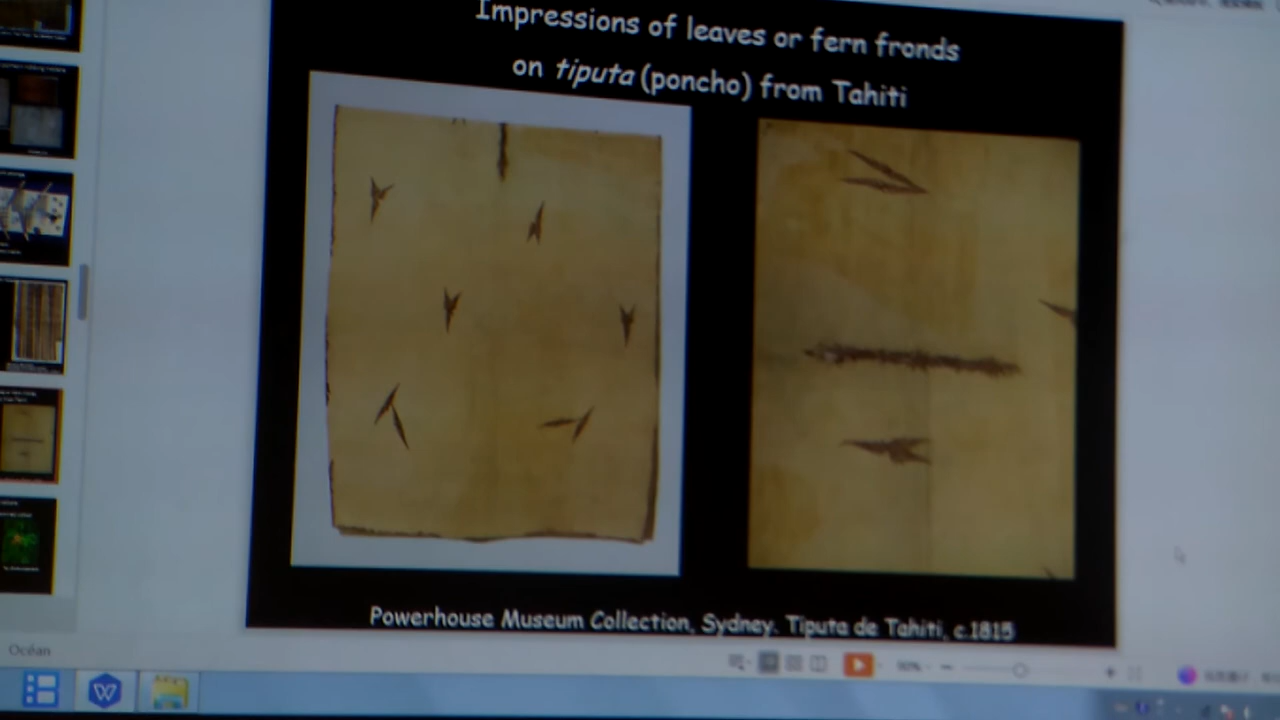 Impressions of leaves or fern fronds
on tiputa (poncho) from Tahiti
Powerhouse Museum Collection, Sydney. Tiputa de Tahiti, c.1815
Océan